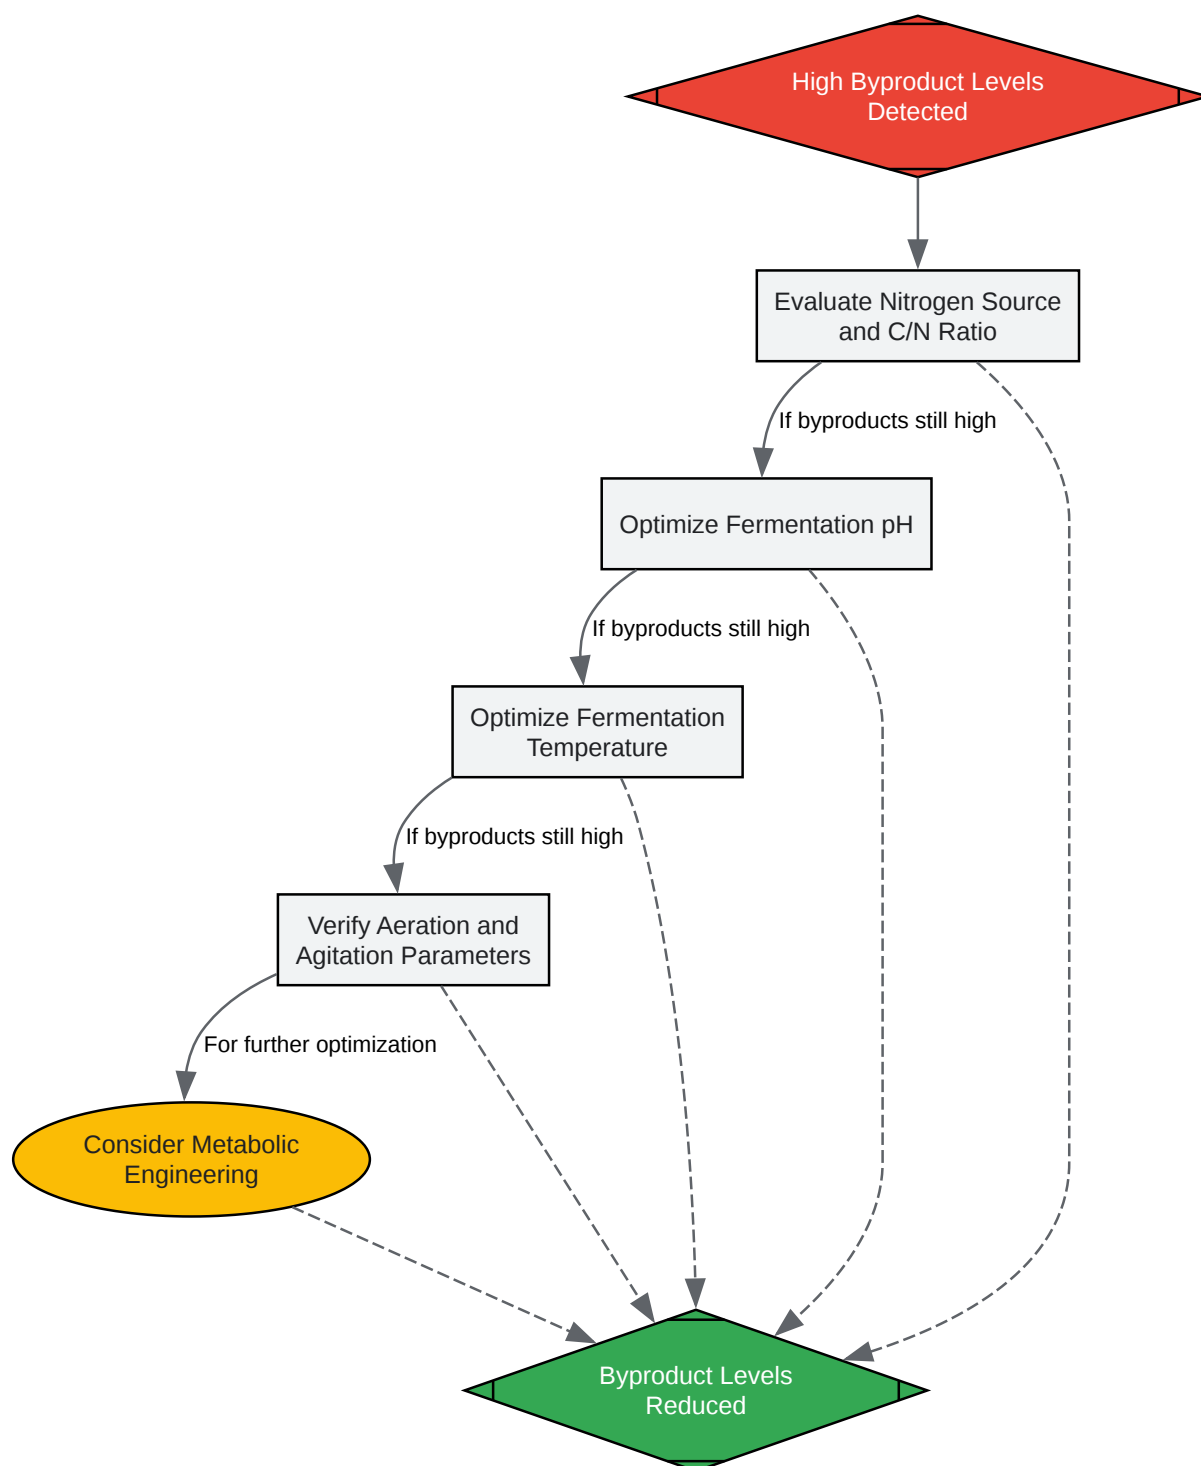 High Byproduct Levels
Detected
Evaluate Nitrogen Source
and C/N Ratio
If byproducts still high
Optimize Fermentation pH
If byproducts still high
Optimize Fermentation
Temperature
If byproducts still high
Verify Aeration and
Agitation Parameters
For further optimization
Consider Metabolic
Engineering
Byproduct Levels
Reduced